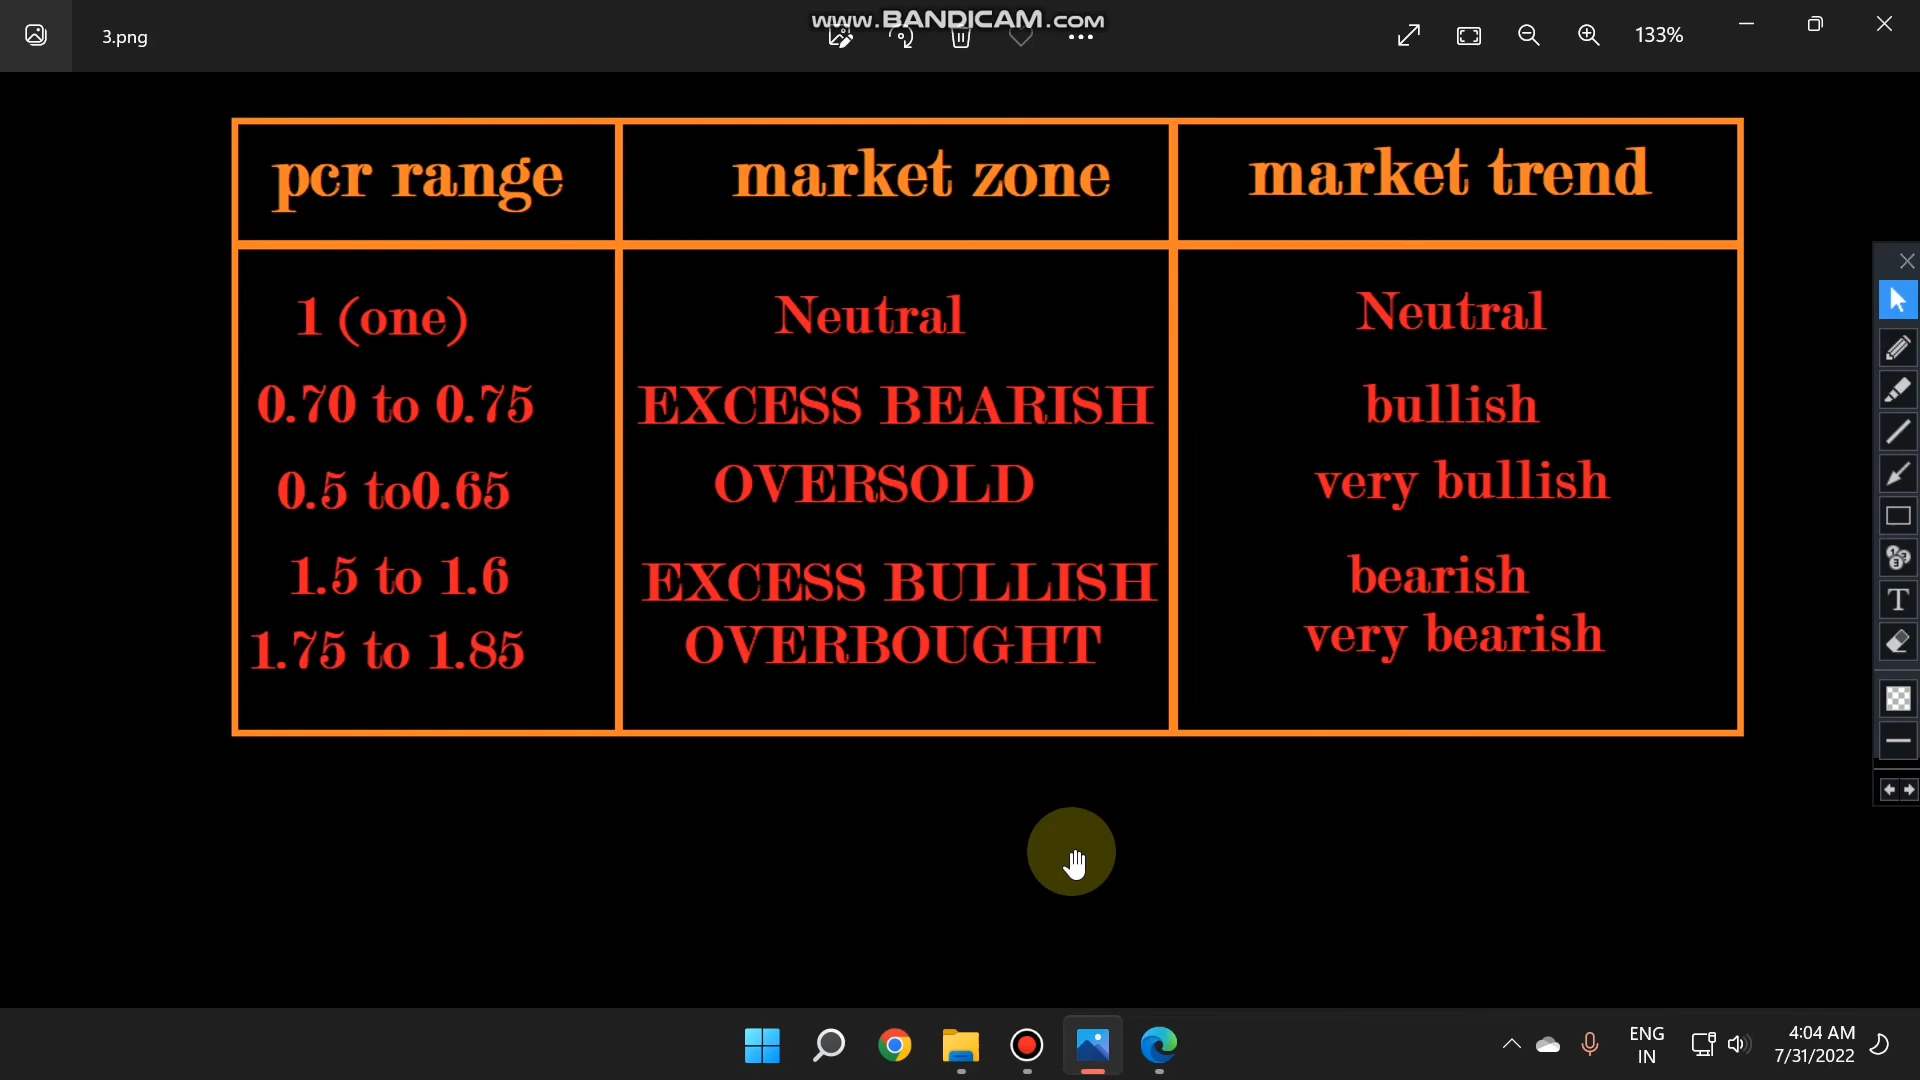 www.BANDICAM.com
3.png
133%
pcr range market zone market trend
1 (one) Neutral Neutral
0.70 to 0.75 EXCESS BEARISH bullish
0.5 to0.65 OVERSOLD very bullish
1.5 to 1.6 EXCESS BULLISH bearish
1.75 to 1.85 OVERBOUGHT very bearish
T
ENG
IN
4:04 AM
7/31/2022